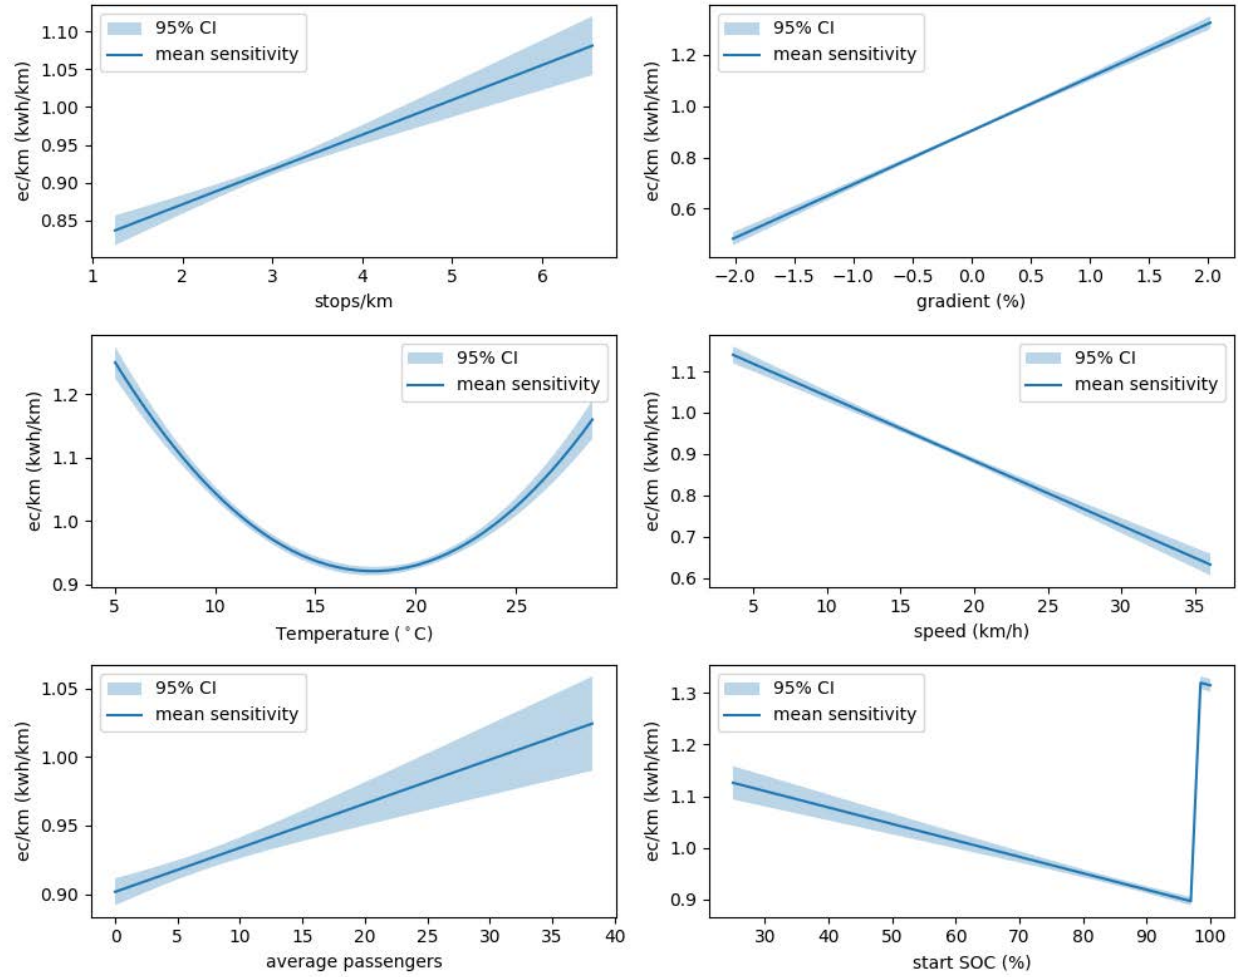 95% CI
mean sensitivity
1.10
1.05
1.00
0.95
0.90
0.85
ec/km (kwh/km)
1 2 3 4 5 6
stops/km
95% CI
mean sensitivity
1.2
1.0
0.8
0.6
ec/km (kwh/km)
−2.0 −1.5 −1.0 −0.5 0.0 0.5 1.0 1.5 2.0
gradient (%)
95% CI
mean sensitivity
1.2
1.1
1.0
0.9
ec/km (kwh/km)
5 10 15 20 25
Temperature (°C)
95% CI
mean sensitivity
1.1
1.0
0.9
0.8
0.7
0.6
ec/km (kwh/km)
5 10 15 20 25 30 35
speed (km/h)
95% CI
mean sensitivity
1.05
1.00
0.95
0.90
ec/km (kwh/km)
0 5 10 15 20 25 30 35 40
average passengers
95% CI
mean sensitivity
1.3
1.2
1.1
1.0
0.9
ec/km (kwh/km)
30 40 50 60 70 80 90 100
start SOC (%)